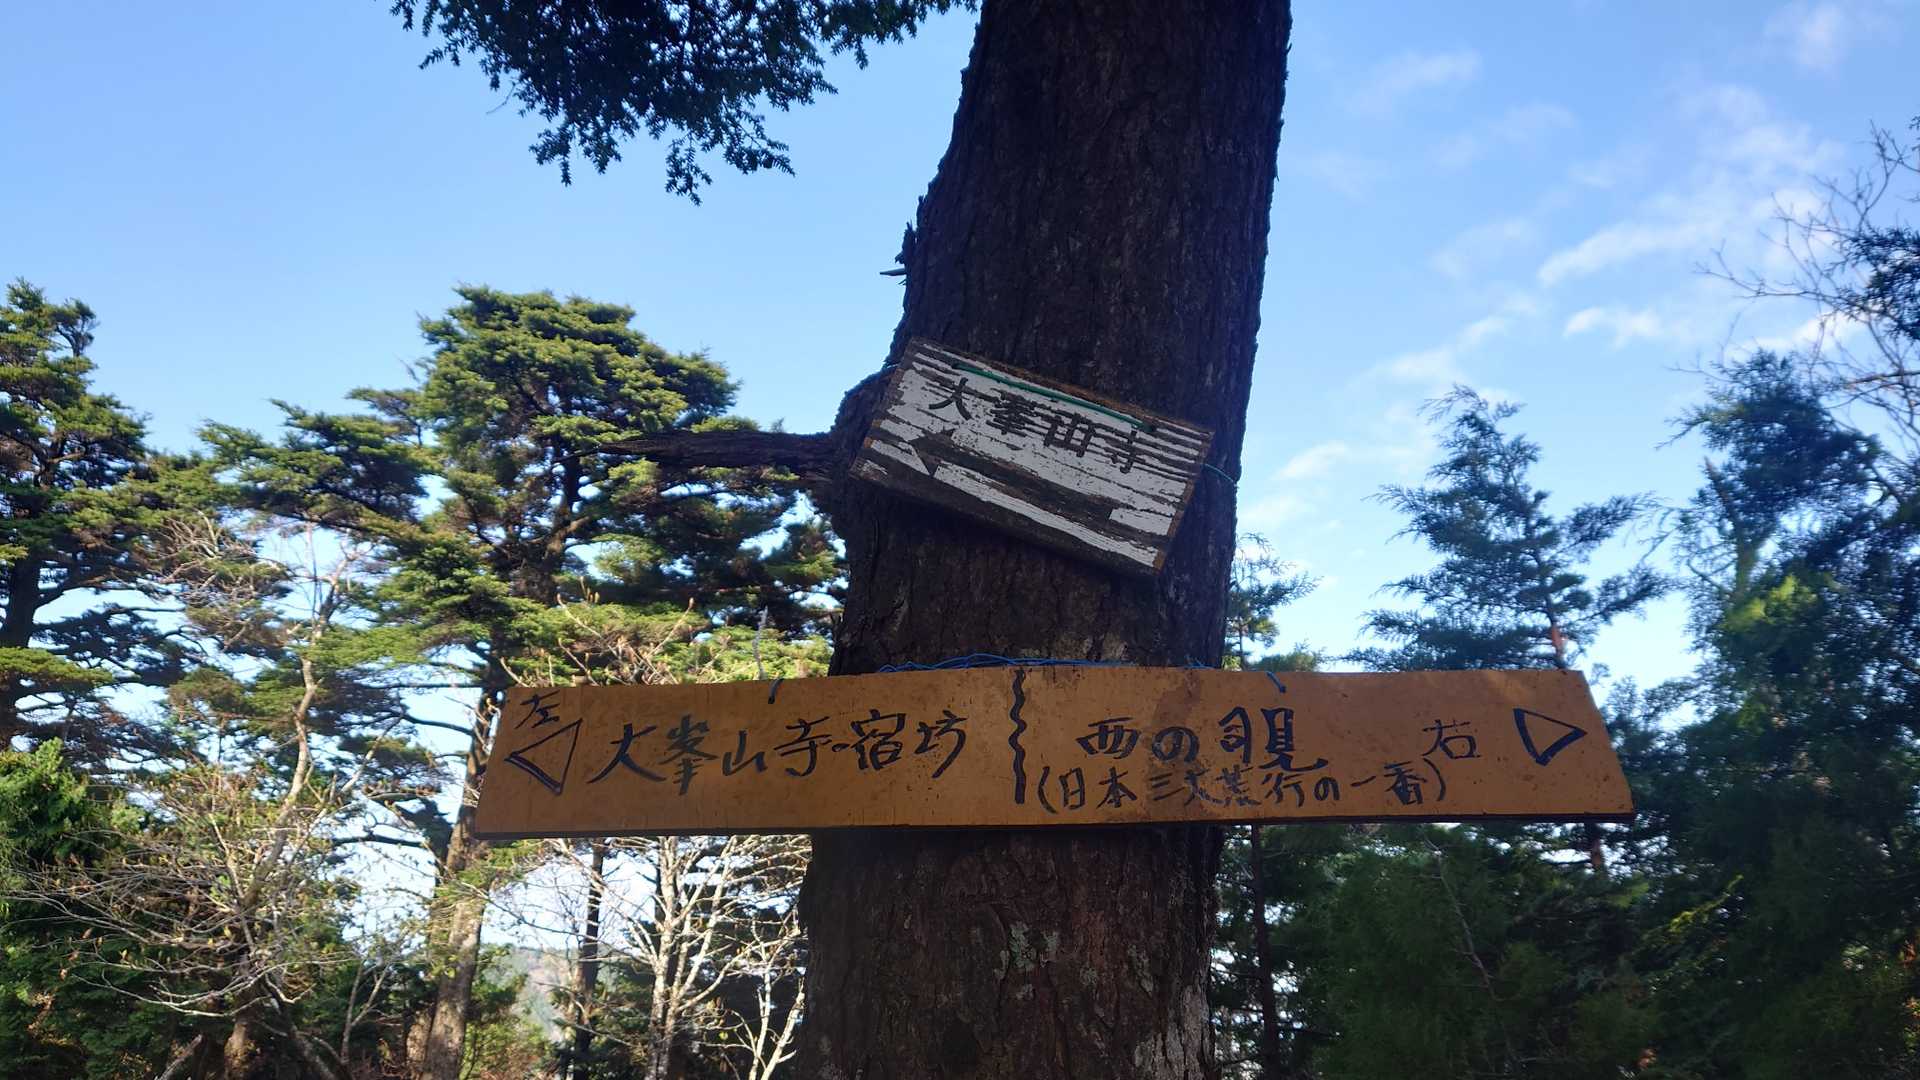 大峯山寺
左 大峯山寺・宿坊
西の覗 右
(日本三大荒行の一番)